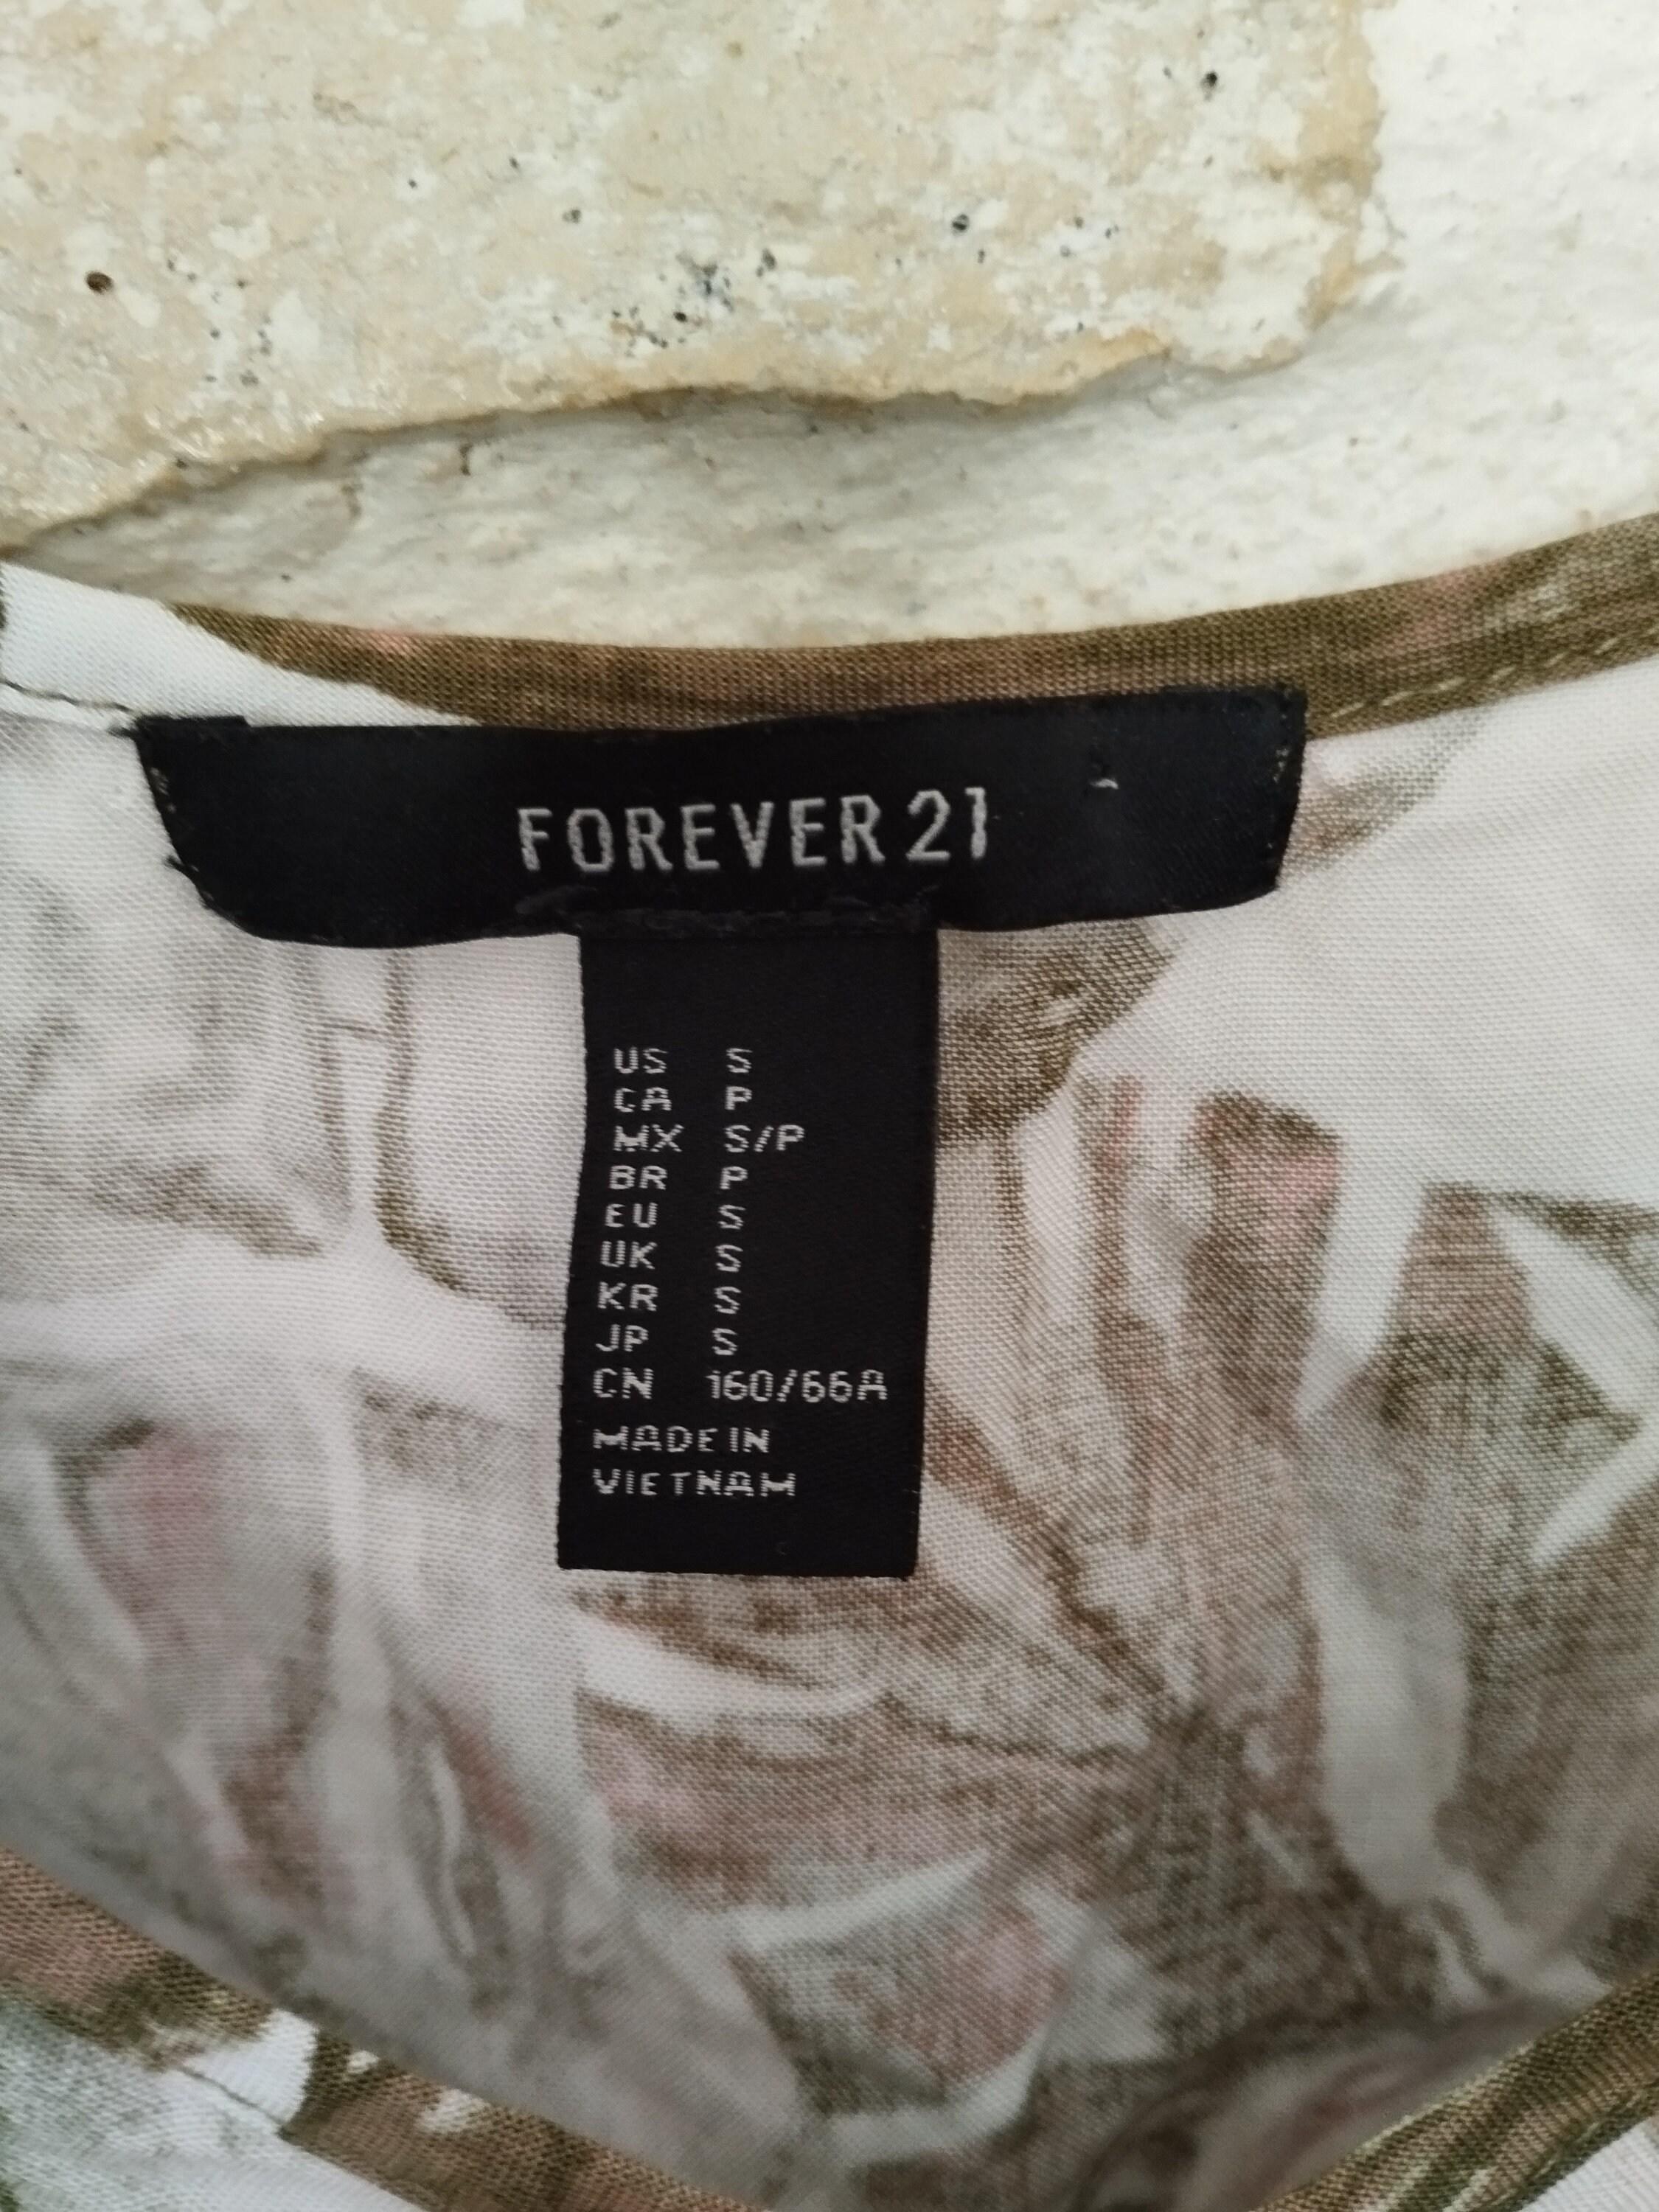 FOREVER 21
US S
CA P
MX S/P
BR P
EU S
UK S
KR S
JP S
CN 160/66A
MADE IN
VIETNAM